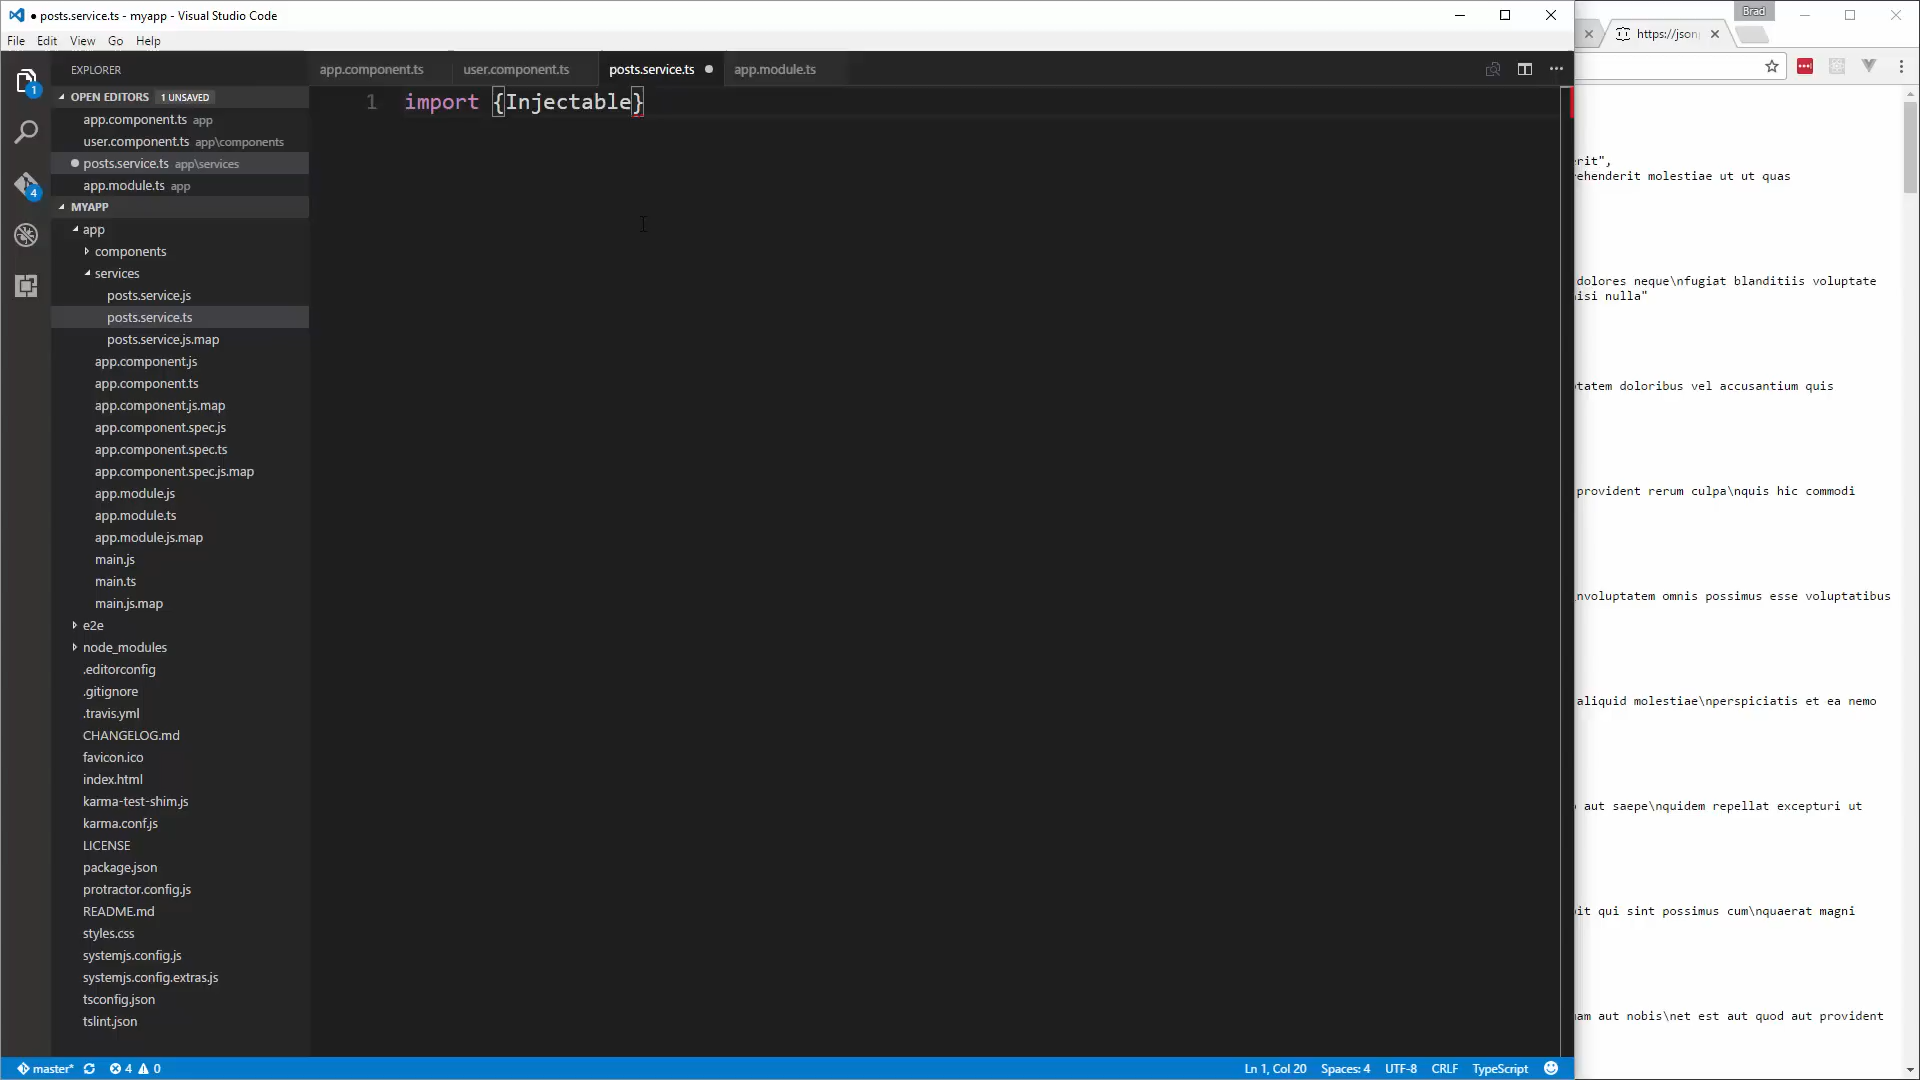 ● posts.service.ts - myapp - Visual Studio Code
Brad
File Edit View Go Help
https://json
EXPLORER
app.component.ts
user.component.ts
posts.service.ts
app.module.ts
OPEN EDITORS 1 UNSAVED
1 import {Injectable}
app.component.ts app
user.component.ts app\components
posts.service.ts app\services
app.module.ts app
1
4
MYAPP
app
components
services
posts.service.js
posts.service.ts
posts.service.js.map
app.component.js
app.component.ts
app.component.js.map
app.component.spec.js
app.component.spec.ts
app.component.spec.js.map
app.module.js
app.module.ts
app.module.js.map
main.js
main.ts
main.js.map
e2e
node_modules
.editorconfig
.gitignore
.travis.yml
CHANGELOG.md
favicon.ico
index.html
karma-test-shim.js
karma.conf.js
LICENSE
package.json
protractor.config.js
README.md
styles.css
systemjs.config.js
systemjs.config.extras.js
tsconfig.json
tslint.json
erit",
ehenderit molestiae ut ut quas
dolores neque\nfugiat blanditiis voluptate
nisi nulla"
tatem doloribus vel accusantium quis
provident rerum culpa\nquis hic commodi
nvoluptatem omnis possimus esse voluptatibus
aliquid molestiae\nperspiciatis et ea nemo
aut saepe\nquidem repellat excepturi ut
it qui sint possimus cum\nquaerat magni
am aut nobis\net est aut quod aut provident
master* 4 0
Ln 1, Col 20 Spaces: 4 UTF-8 CRLF TypeScript